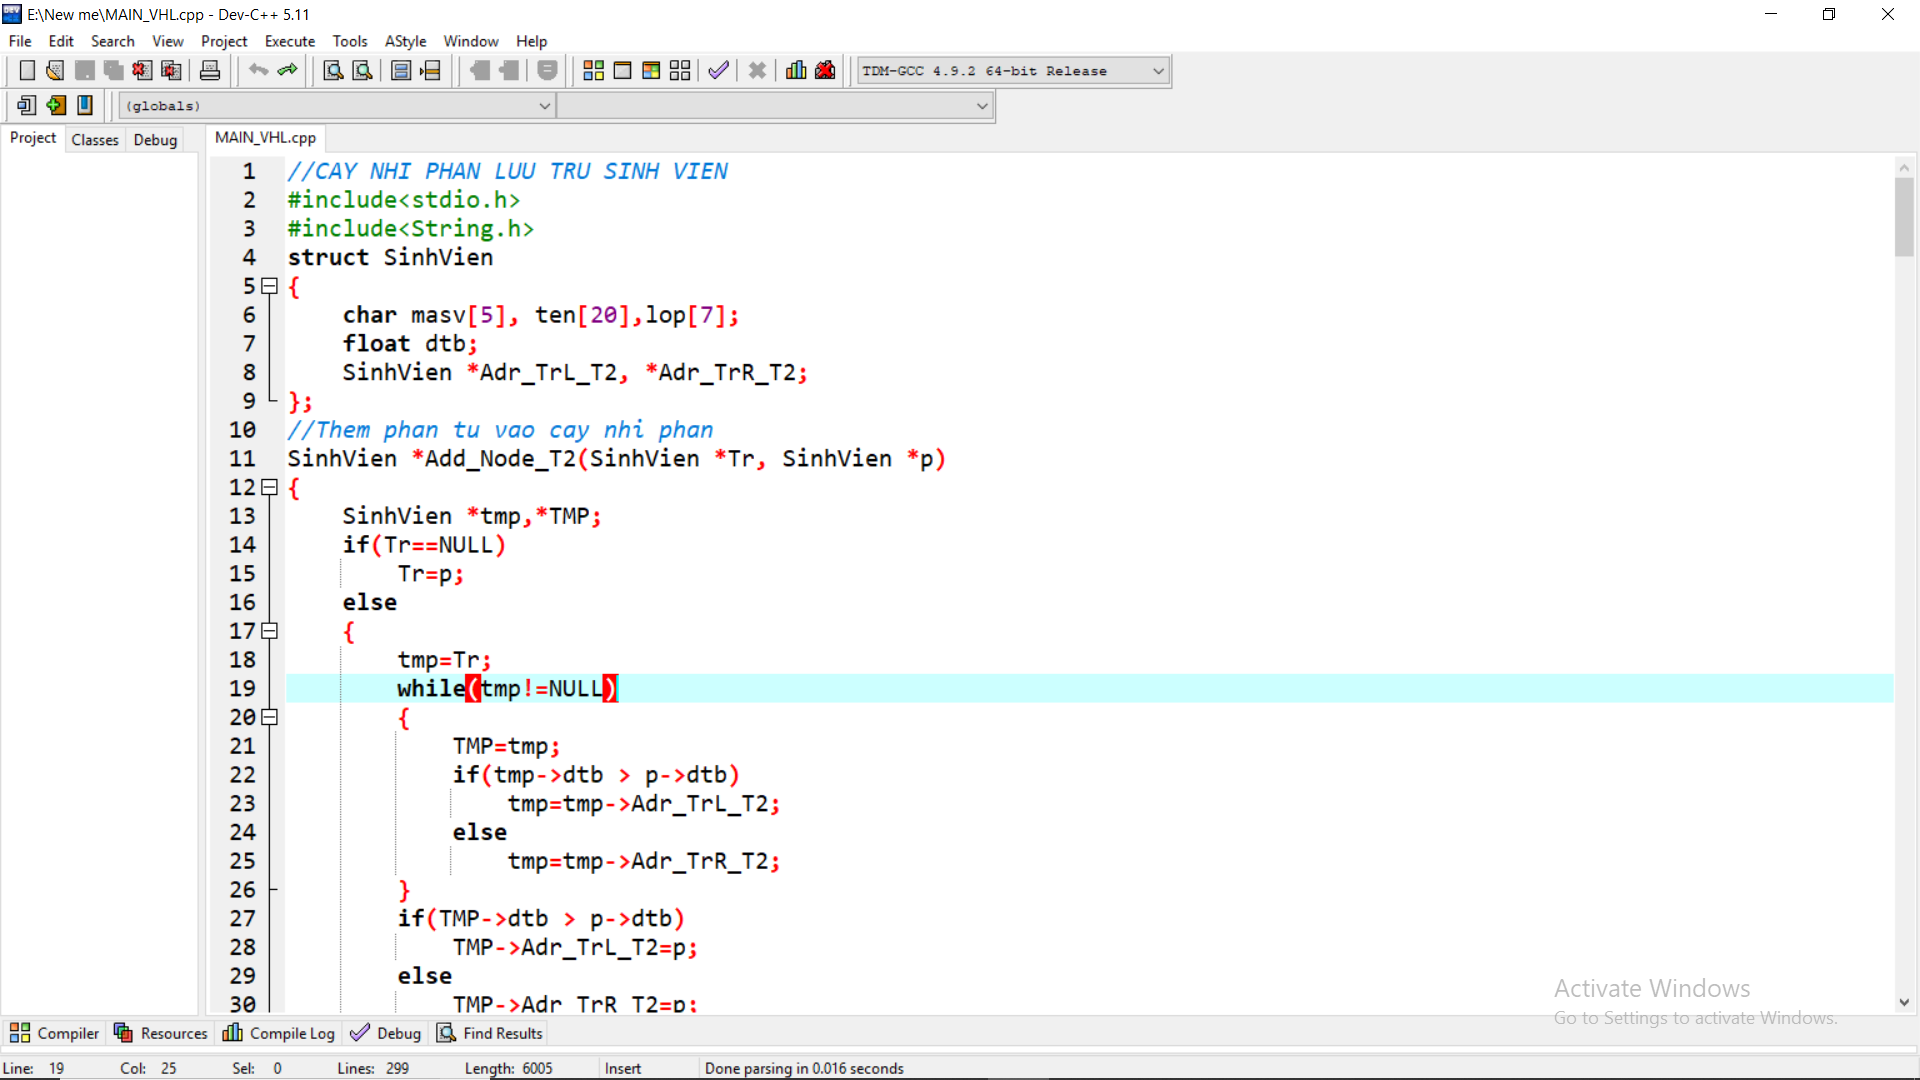 E:\New me\MAIN_VHL.cpp - Dev-C++ 5.11
File Edit Search View Project Execute Tools AStyle Window Help
TDM-GCC 4.9.2 64-bit Release
(globals)
Project Classes Debug MAIN_VHL.cpp
1 //CAY NHI PHAN LUU TRU SINH VIEN
2 #include<stdio.h>
3 #include<String.h>
4 struct SinhVien
5 {
6 char masv[5], ten[20],lop[7];
7 float dtb;
8 SinhVien *Adr_TrL_T2, *Adr_TrR_T2;
9 };
10 //Them phan tu vao cay nhi phan
11 SinhVien *Add_Node_T2(SinhVien *Tr, SinhVien *p)
12 {
13 SinhVien *tmp,*TMP;
14 if(Tr==NULL)
15 Tr=p;
16 else
17 {
18 tmp=Tr;
19 while(tmp!=NULL)
20 {
21 TMP=tmp;
22 if(tmp->dtb > p->dtb)
23 tmp=tmp->Adr_TrL_T2;
24 else
25 tmp=tmp->Adr_TrR_T2;
26 }
27 if(TMP->dtb > p->dtb)
28 TMP->Adr_TrL_T2=p;
29 else
30 TMP->Adr_TrR_T2=p;
Activate Windows
Go to Settings to activate Windows.
Compiler Resources Compile Log Debug Find Results
Line: 19 Col: 25 Sel: 0 Lines: 299 Length: 6005 Insert Done parsing in 0.016 seconds